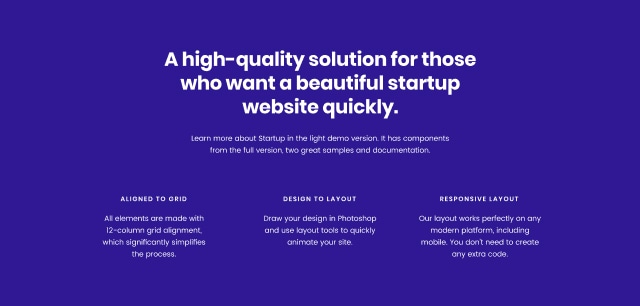 A high-quality solution for those
who want a beautiful startup
website quickly.
Learn more about Startup in the light demo version. It has components
from the full version, two great samples and documentation.
ALIGNED TO GRID
All elements are made with
12-column grid alignment,
which significantly simplifies
the process.
DESIGN TO LAYOUT
Draw your design in Photoshop
and use layout tools to quickly
animate your site.
RESPONSIVE LAYOUT
Our layout works perfectly on any
modern platform, including
mobile. You don't need to create
any extra code.